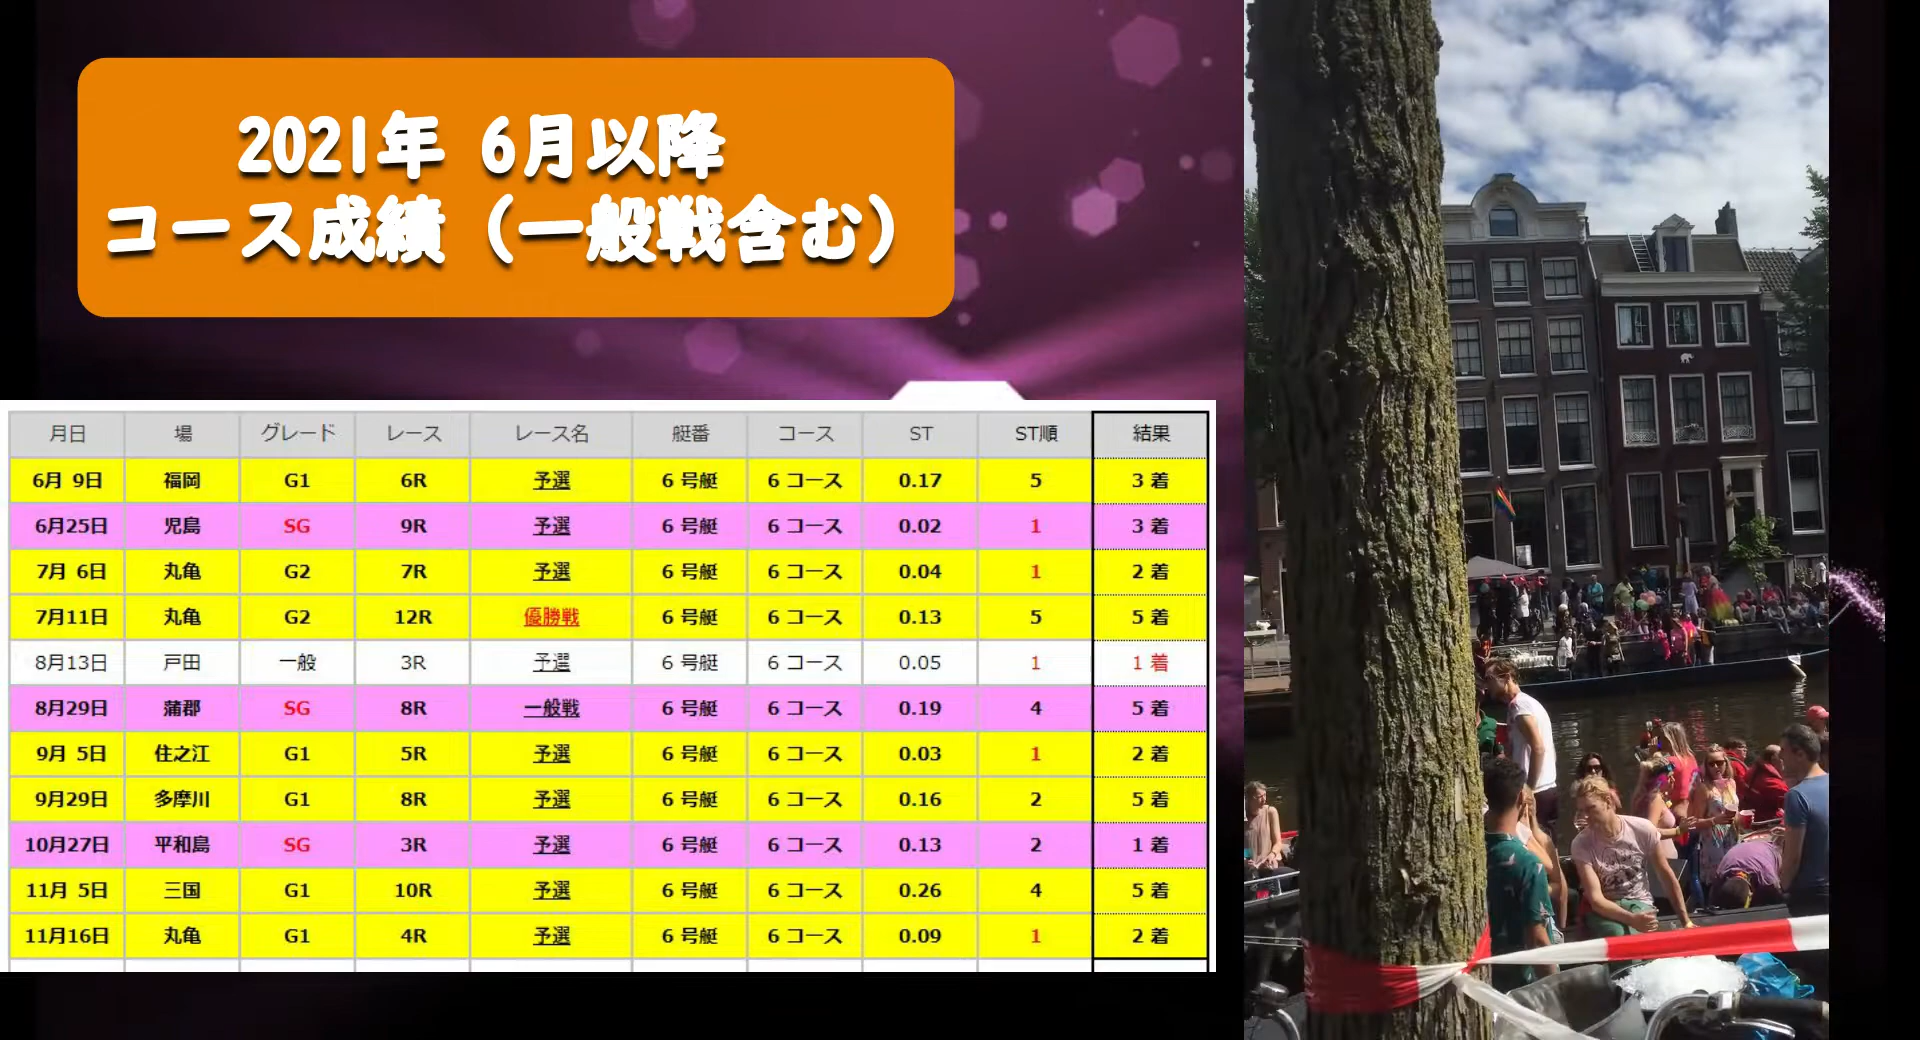 2021年 6月以降
コース成績（一般戦含む）
月日 場 グレード レース レース名 艇番 コース ST ST順 結果
6月 9日 福岡 G1 6R 予選 6 号艇 6 コース 0.17 5 3 着
6月25日 児島 SG 9R 予選 6 号艇 6 コース 0.02 1 3 着
7月 6日 丸亀 G2 7R 予選 6 号艇 6 コース 0.04 1 2 着
7月11日 丸亀 G2 12R 優勝戦 6 号艇 6 コース 0.13 5 5 着
8月13日 戸田 一般 3R 予選 6 号艇 6 コース 0.05 1 1 着
8月29日 蒲郡 SG 8R 一般戦 6 号艇 6 コース 0.19 4 5 着
9月 5日 住之江 G1 5R 予選 6 号艇 6 コース 0.03 1 2 着
9月29日 多摩川 G1 8R 予選 6 号艇 6 コース 0.16 2 5 着
10月27日 平和島 SG 3R 予選 6 号艇 6 コース 0.13 2 1 着
11月 5日 三国 G1 10R 予選 6 号艇 6 コース 0.26 4 5 着
11月16日 丸亀 G1 4R 予選 6 号艇 6 コース 0.09 1 2 着